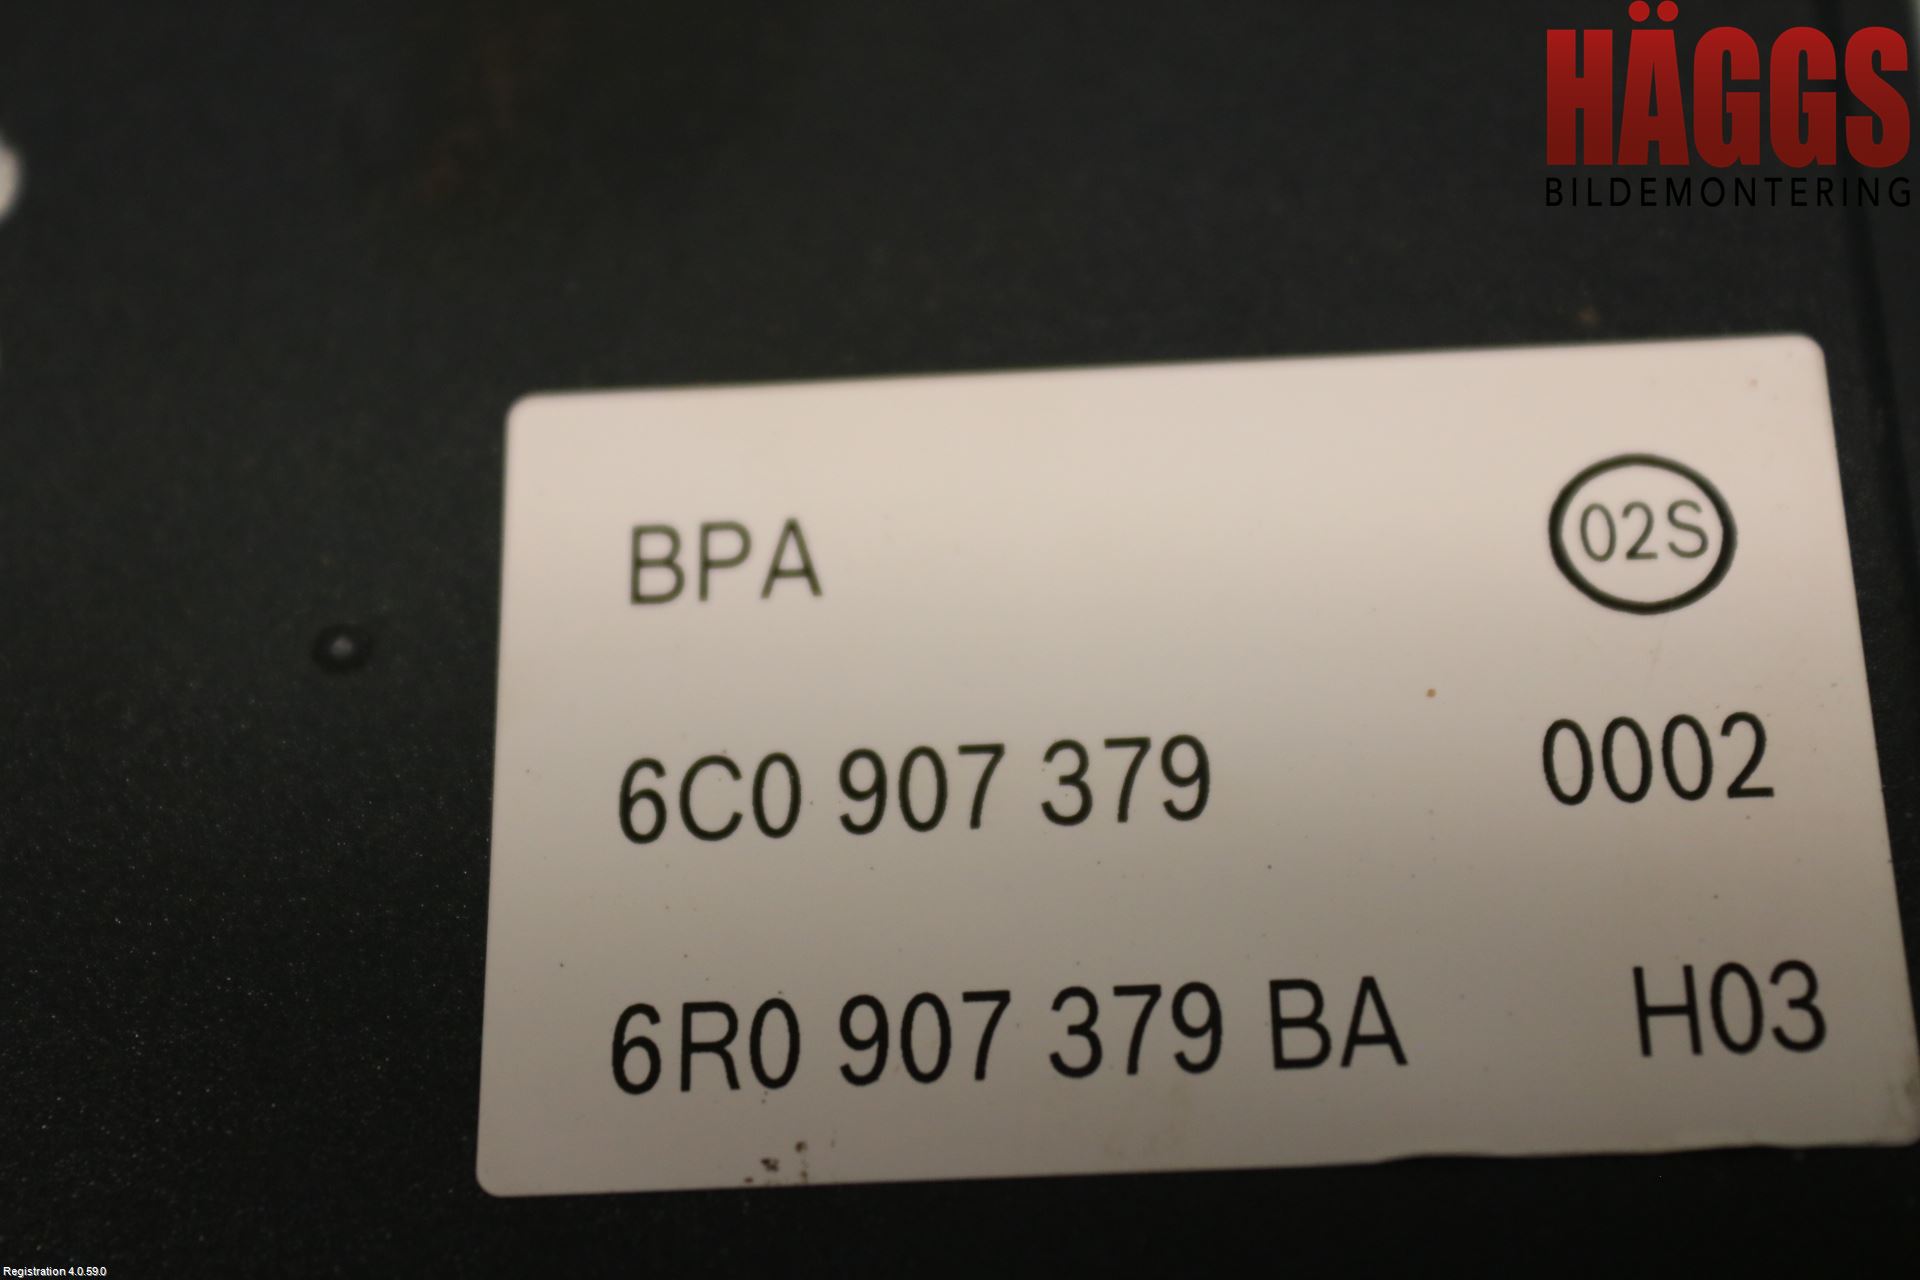 HÄGGS
BILDEMONTERING
BPA 02S
6C0 907 379 0002
6R0 907 379 BA H03
Registration 4.0.59.0